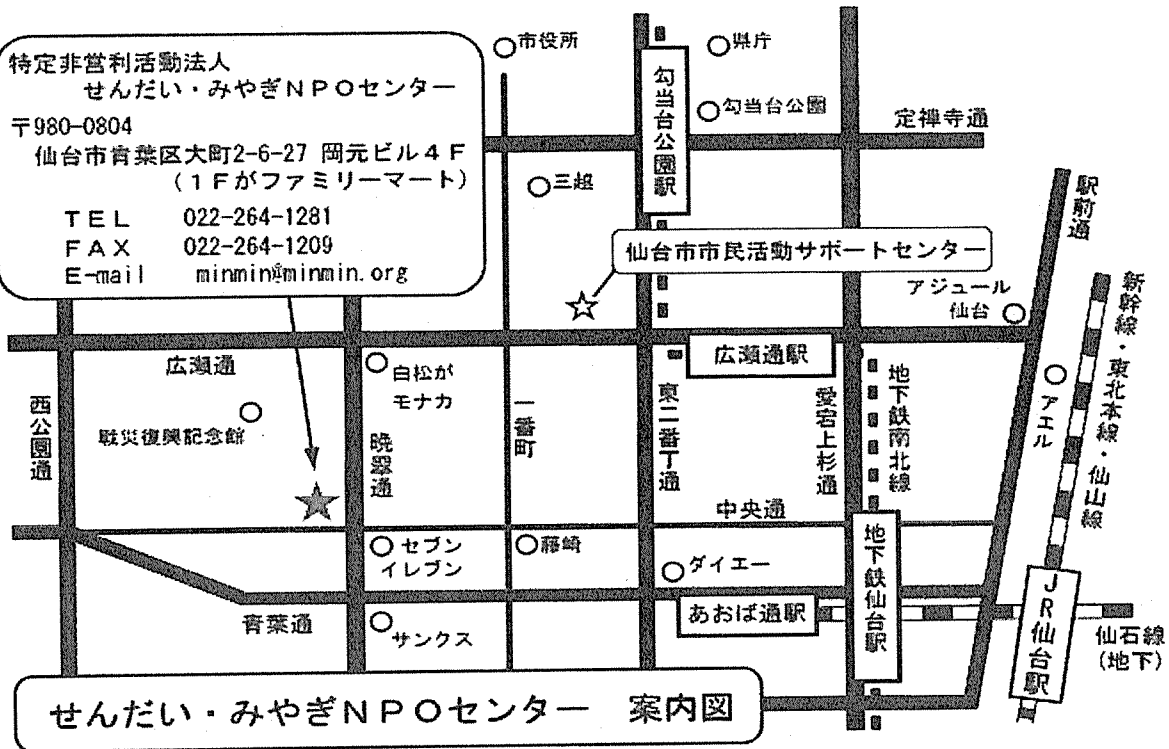 特定非営利活動法人
せんだい・みやぎNPOセンター
〒980-0804
仙台市青葉区大町2-6-27 岡元ビル4F
(1Fがファミリーマート)
TEL 022-264-1281
FAX 022-264-1209
E-mail minmin@minmin.org
市役所
県庁
勾当台公園駅
勾当台公園
定禅寺通
三越
駅前通
仙台市市民活動サポートセンター
アジュール
仙台
新幹線・東北本線・仙山線
広瀬通
広瀬通駅
白松が
モナカ
西公園通
戦災復興記念館
晩翠通
一番町
東二番丁通
愛宕上杉通
地下鉄南北線
アエル
中央通
セブン
イレブン
藤崎
ダイエー
地下鉄仙台駅
青葉通
サンクス
あおば通駅
JR仙台駅
仙石線
(地下)
せんだい・みやぎNPOセンター 案内図